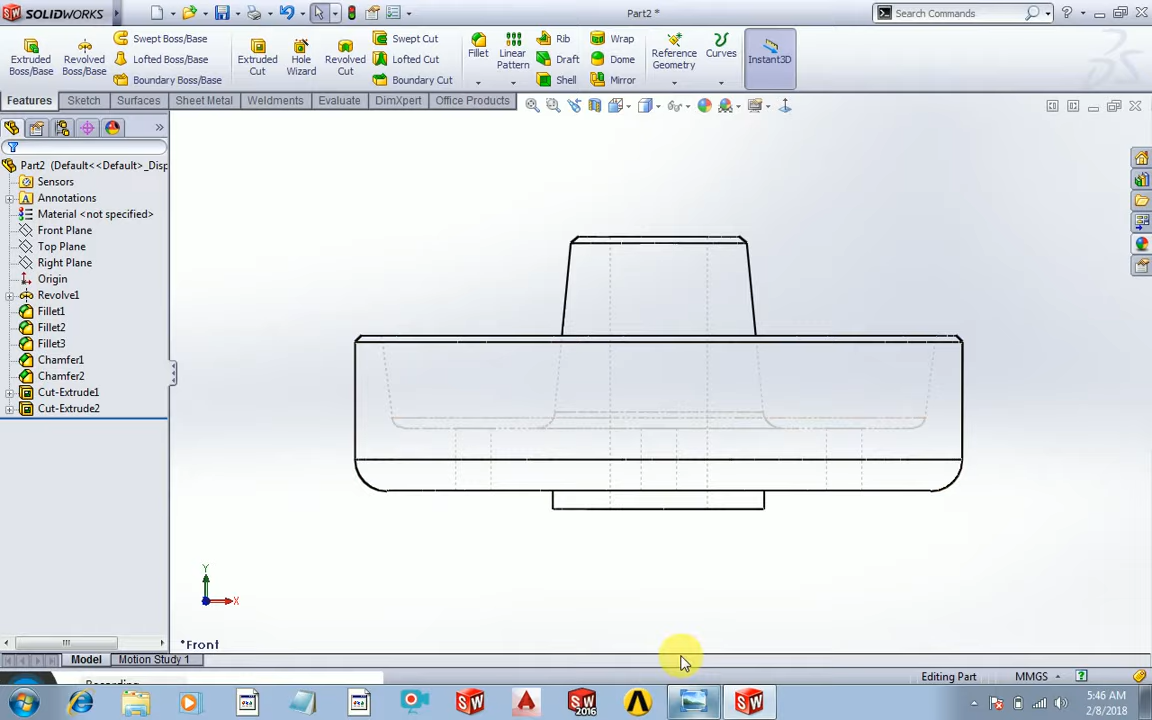 SOLIDWORKS
Part2 *
Search Commands
Extruded Boss/Base
Revolved Boss/Base
Swept Boss/Base
Lofted Boss/Base
Boundary Boss/Base
Extruded Cut
Hole Wizard
Revolved Cut
Swept Cut
Lofted Cut
Boundary Cut
Fillet
Linear Pattern
Rib
Draft
Shell
Wrap
Dome
Mirror
Reference Geometry
Curves
Instant3D
Features
Sketch
Surfaces
Sheet Metal
Weldments
Evaluate
DimXpert
Office Products
Part2 (Default<<Default>_Disp
Sensors
Annotations
Material <not specified>
Front Plane
Top Plane
Right Plane
Origin
Revolve1
Fillet1
Fillet2
Fillet3
Chamfer1
Chamfer2
Cut-Extrude1
Cut-Extrude2
Y
X
*Front
Model
Motion Study 1
Editing Part
MMGS
2016
5:46 AM
2/8/2018